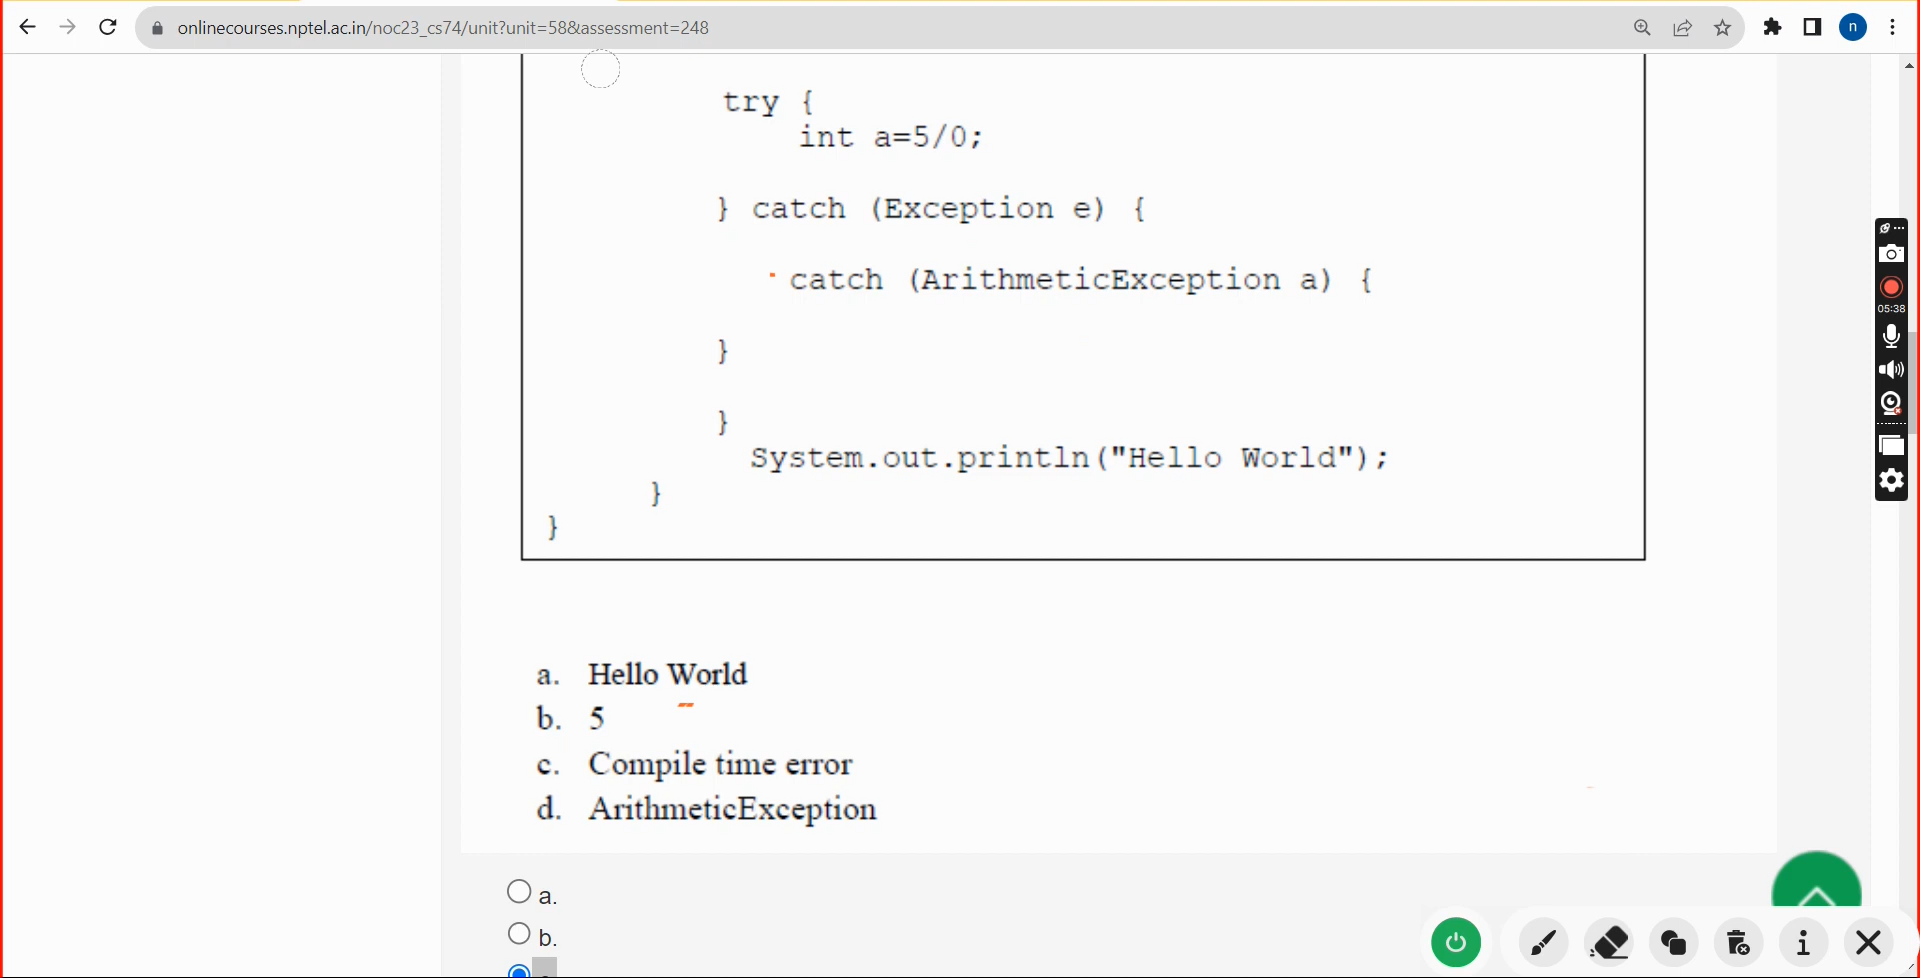 onlinecourses.nptel.ac.in/noc23_cs74/unit?unit=58&assessment=248
n
try {
int a=5/0;
} catch (Exception e) {
catch (ArithmeticException a) {
}
}
System.out.println("Hello World");
}
}
05:38
a. Hello World
b. 5
c. Compile time error
d. ArithmeticException
a.
b.